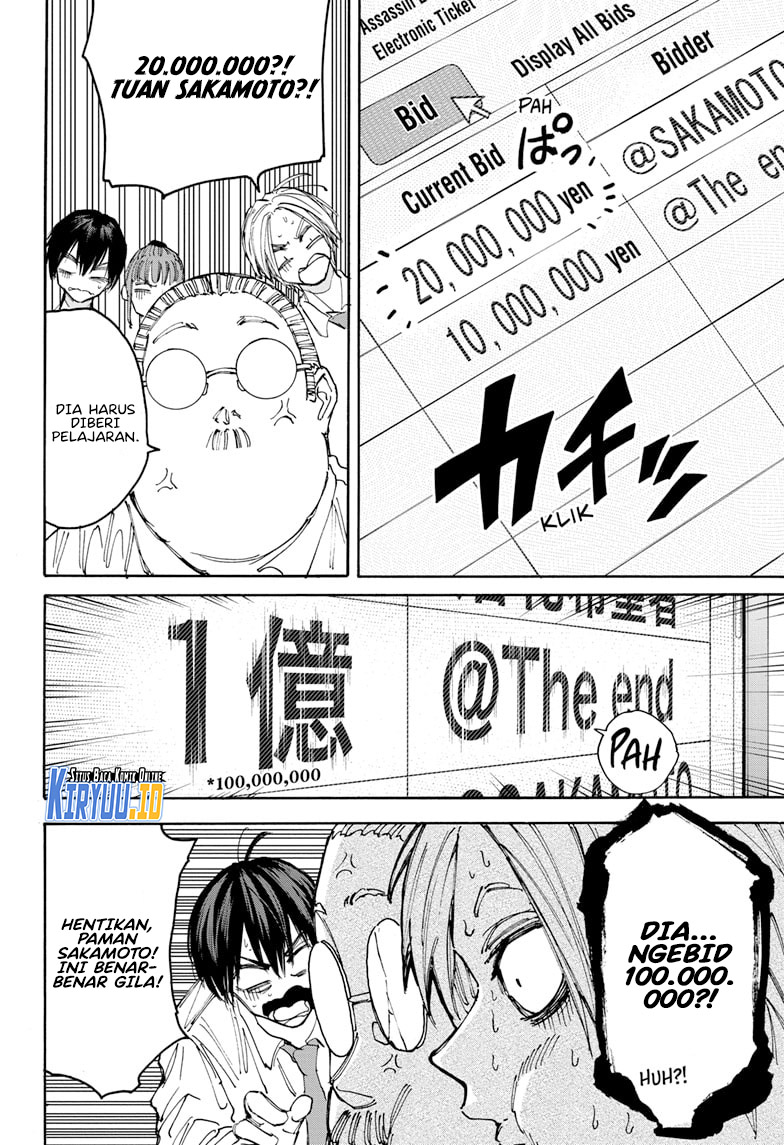 Electronic Ticket
Display All Bids
Bid
Bidder
PAH
ぱっ
Current Bid
@SAKAMOTO
20,000,000 yen
@The en
10,000,000 yen
カチッ
KLIK
20.000.000?!
TUAN SAKAMOTO?!
DIA HARUS
DIBERI
PELAJARAN.
1億
@The end
*100,000,000
PAH
Situs Baca Komik Online
KIRYUU.ID
DIA...
NGEBID
100.000.
000?!
HUH?!
HENTIKAN,
PAMAN
SAKAMOTO!
INI BENAR-
BENAR GILA!